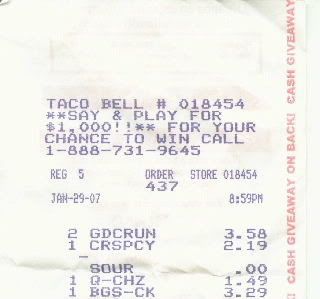 TACO BELL # 018454
**SAY & PLAY FOR
$1,000!!** FOR YOUR
CHANCE TO WIN CALL
1-888-731-9645
REG 5 ORDER STORE 018454
437
JAN-29-07 8:59PM
2 GDCRUN 3.58
1 CRSPCY 2.19
-
SOUR .00
1 Q-CHZ 1.49
1 BGS-CK 3.29
CASH GIVEAWAY ON BACK! CASH GIVEAWAY